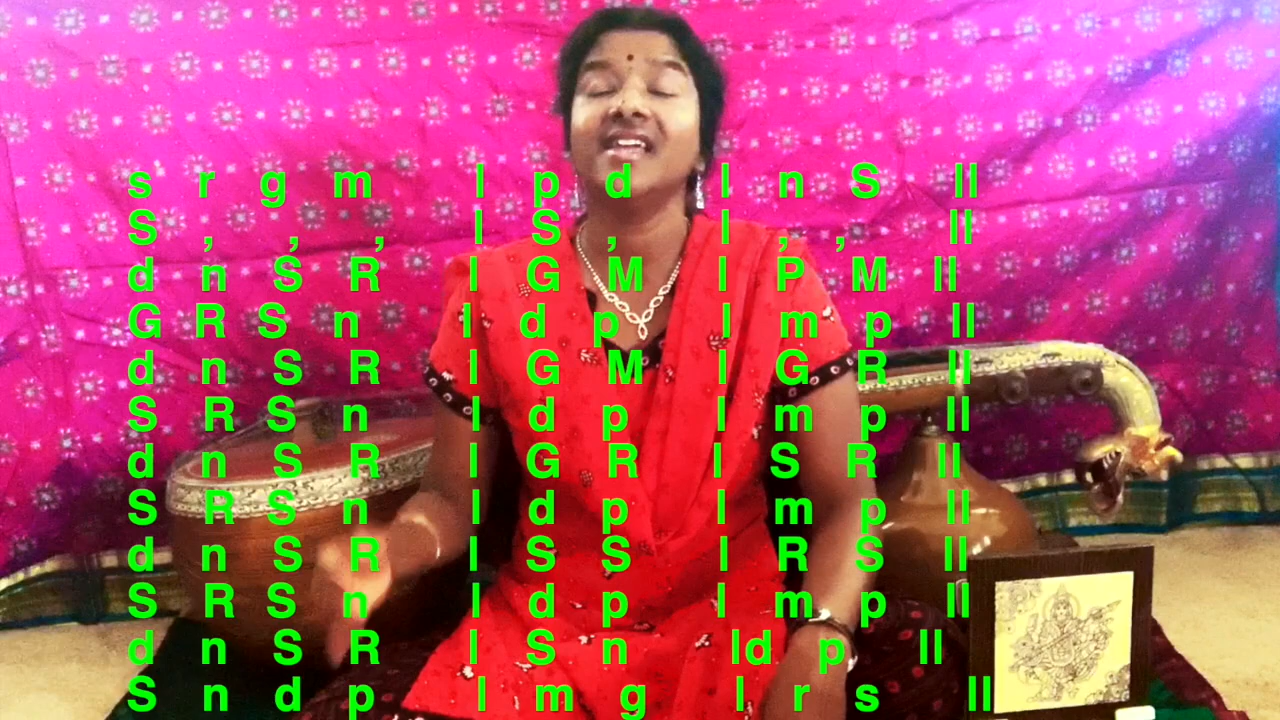 s r g m l p d l n S ll
S , , , l S , l , , ll
d n S R l G M l P M ll
G R S n l d p l m p ll
d n S R l G M l G R ll
S R S n l d p l m p ll
d n S R l G R l S R ll
S R S n l d p l m p ll
d n S R l S S l R S ll
S R S n l d p l m p ll
d n S R l S n ld p ll
S n d p l m g l r s ll